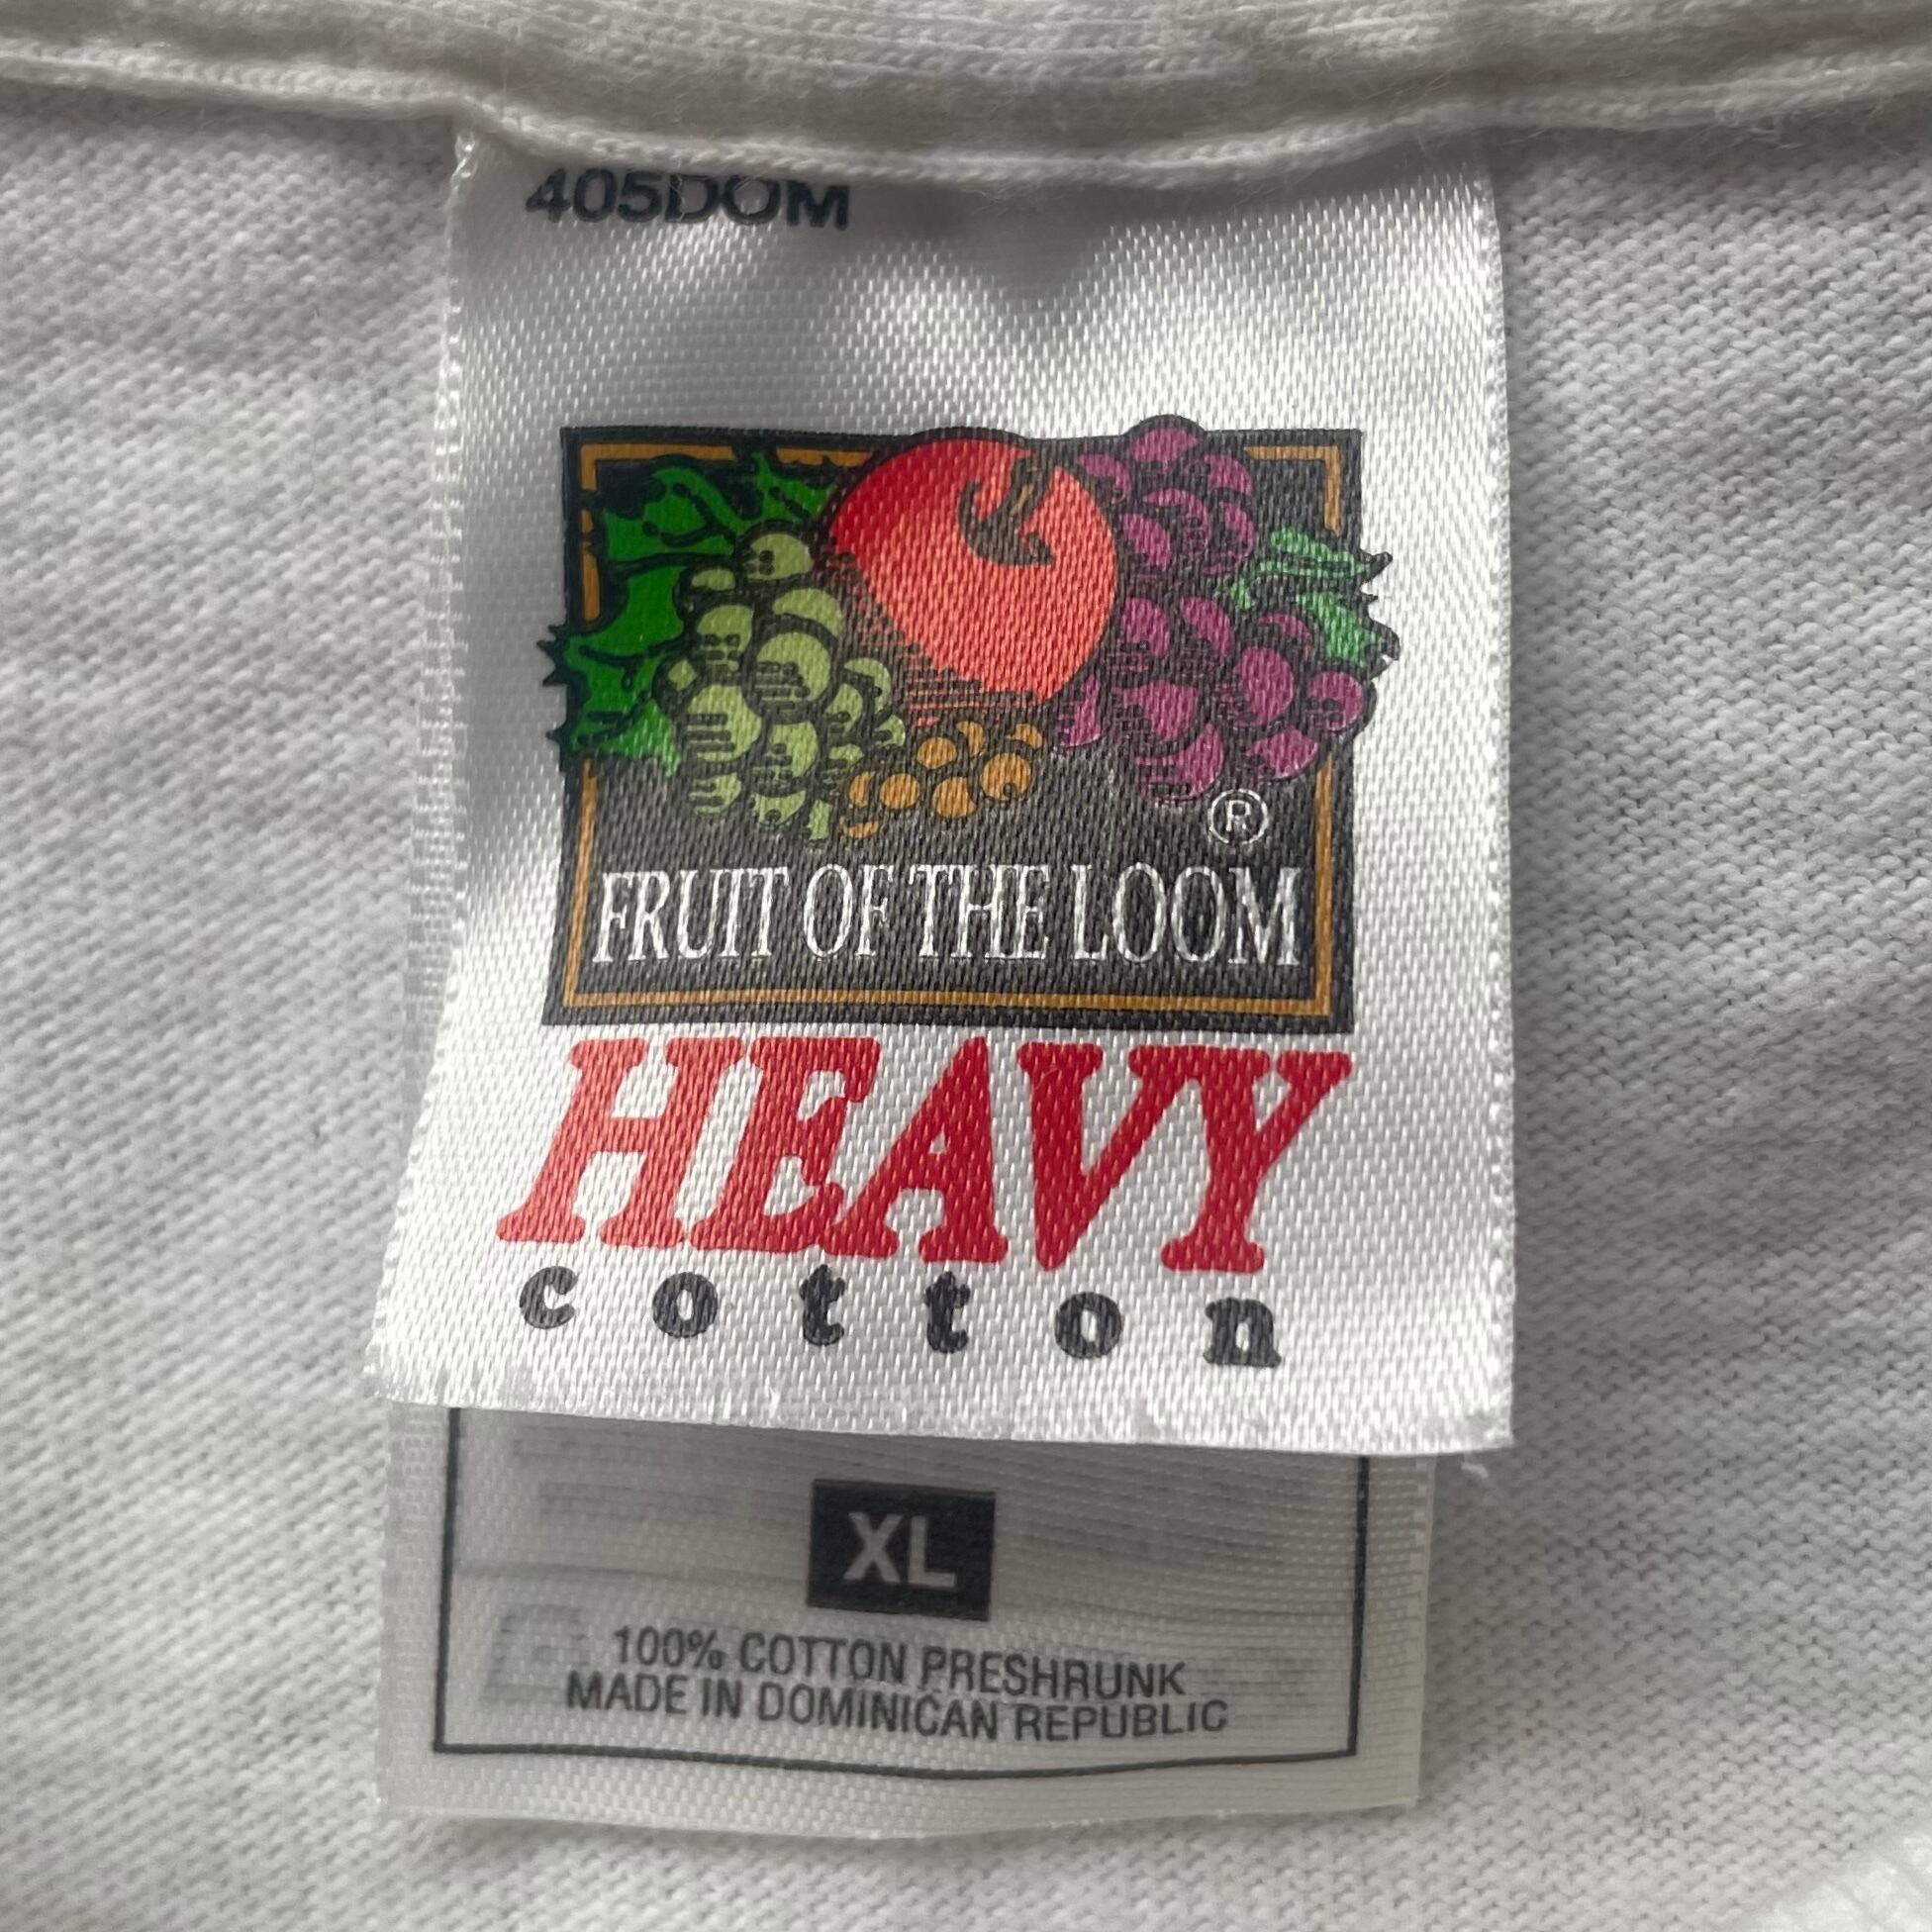 405DOM
®
FRUIT OF THE LOOM
HEAVY
cotton
XL
100% COTTON PRESHRUNK
MADE IN DOMINICAN REPUBLIC